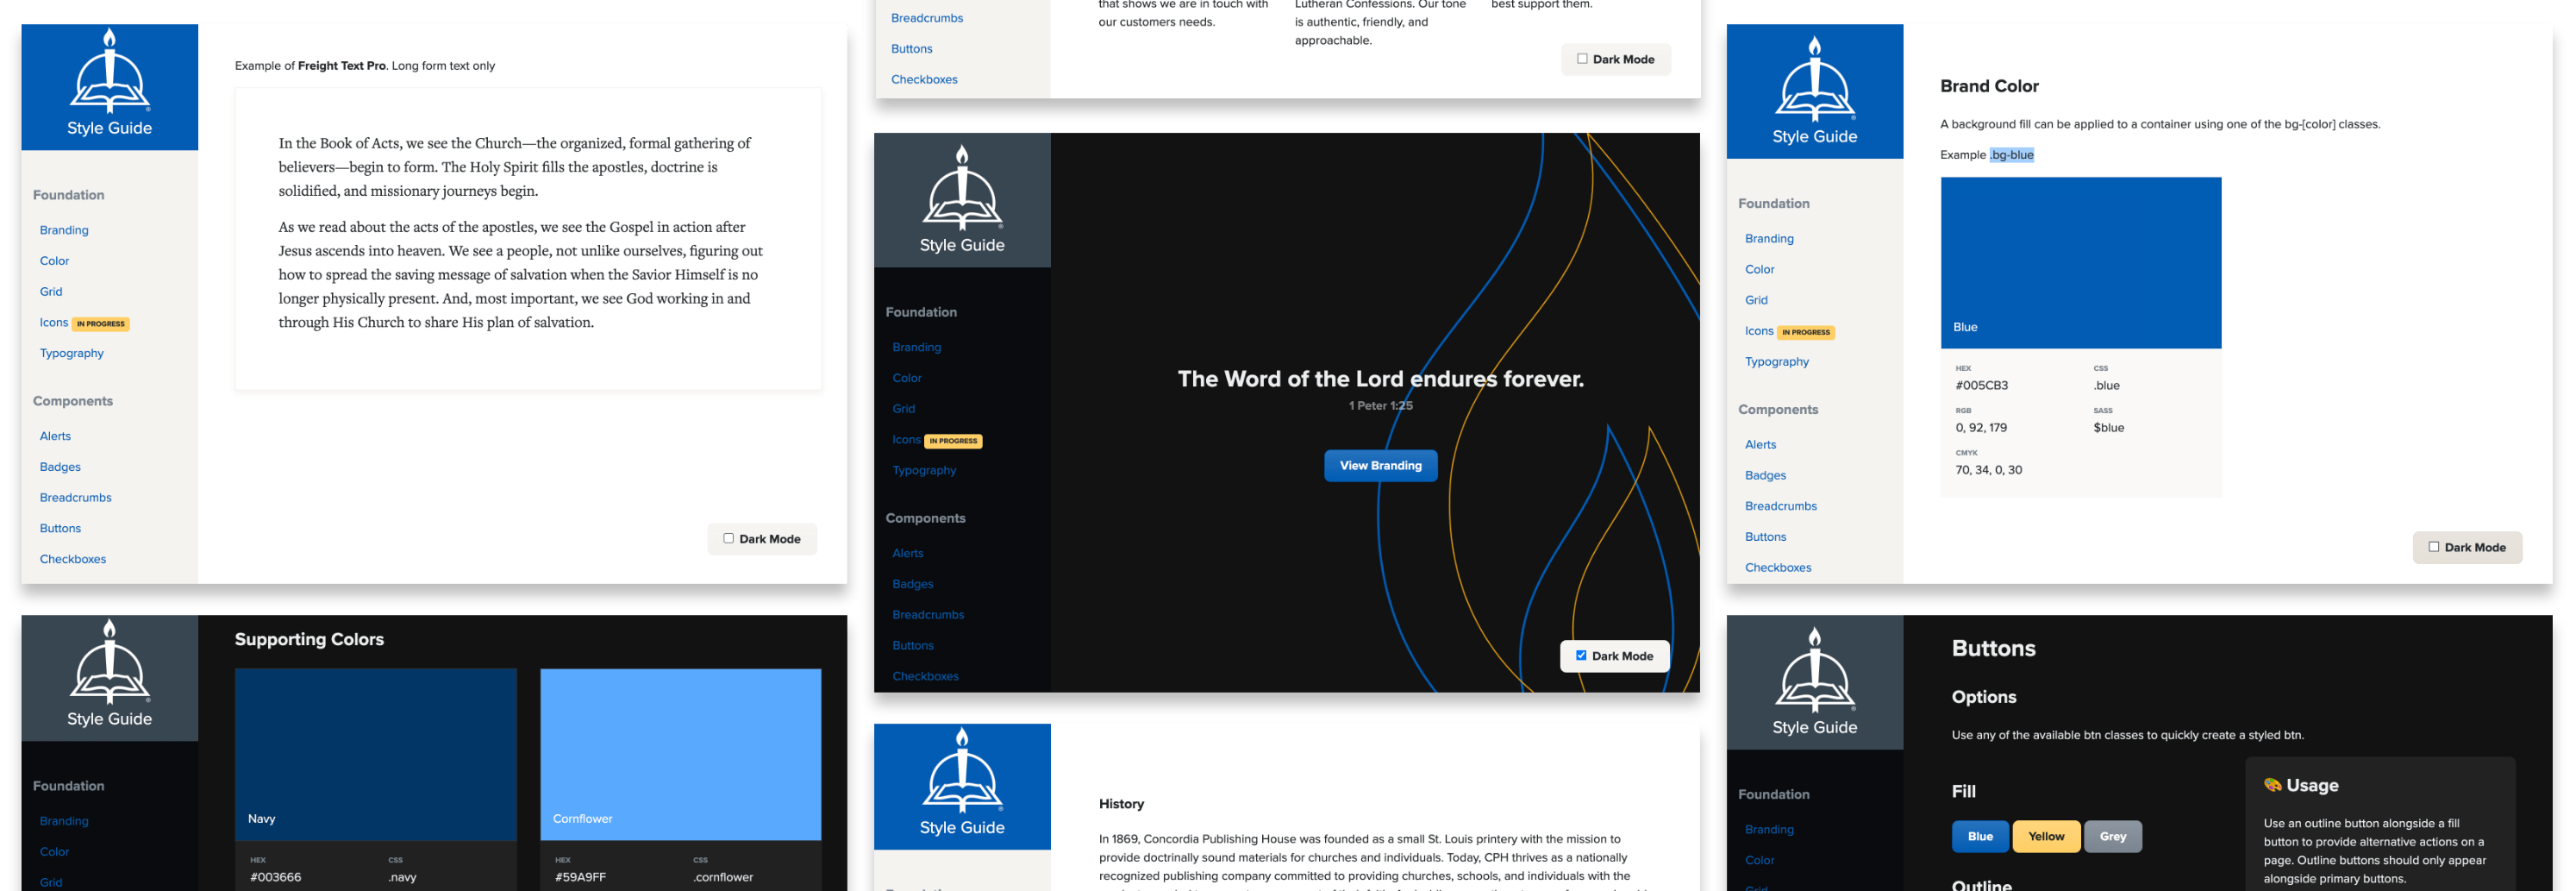 Style Guide
Foundation
Branding
Color
Grid
Icons IN PROGRESS
Typography
Components
Alerts
Badges
Breadcrumbs
Buttons
Checkboxes
Example of Freight Text Pro. Long form text only
In the Book of Acts, we see the Church—the organized, formal gathering of
believers—begin to form. The Holy Spirit fills the apostles, doctrine is
solidified, and missionary journeys begin.
As we read about the acts of the apostles, we see the Gospel in action after
Jesus ascends into heaven. We see a people, not unlike ourselves, figuring out
how to spread the saving message of salvation when the Savior Himself is no
longer physically present. And, most important, we see God working in and
through His Church to share His plan of salvation.
Dark Mode
Style Guide
Foundation
Branding
Color
Grid
Supporting Colors
Navy
HEX
#003666
CSS
.navy
Cornflower
HEX
#59A9FF
CSS
.cornflower
Breadcrumbs
Buttons
Checkboxes
that shows we are in touch with
our customers needs.
Lutheran Confessions. Our tone
is authentic, friendly, and
approachable.
best support them.
Dark Mode
Style Guide
Foundation
Branding
Color
Grid
Icons IN PROGRESS
Typography
Components
Alerts
Badges
Breadcrumbs
Buttons
Checkboxes
The Word of the Lord endures forever.
1 Peter 1:25
View Branding
Dark Mode
Style Guide
History
In 1869, Concordia Publishing House was founded as a small St. Louis printery with the mission to
provide doctrinally sound materials for churches and individuals. Today, CPH thrives as a nationally
recognized publishing company committed to providing churches, schools, and individuals with the
Style Guide
Foundation
Branding
Color
Grid
Icons IN PROGRESS
Typography
Components
Alerts
Badges
Breadcrumbs
Buttons
Checkboxes
Brand Color
A background fill can be applied to a container using one of the bg-[color] classes.
Example .bg-blue
Blue
HEX
#005CB3
CSS
.blue
RGB
0, 92, 179
SASS
$blue
CMYK
70, 34, 0, 30
Dark Mode
Style Guide
Foundation
Branding
Color
Grid
Buttons
Options
Use any of the available btn classes to quickly create a styled btn.
Fill
Blue
Yellow
Grey
Outline
🎨 Usage
Use an outline button alongside a fill
button to provide alternative actions on a
page. Outline buttons should only appear
alongside primary buttons.